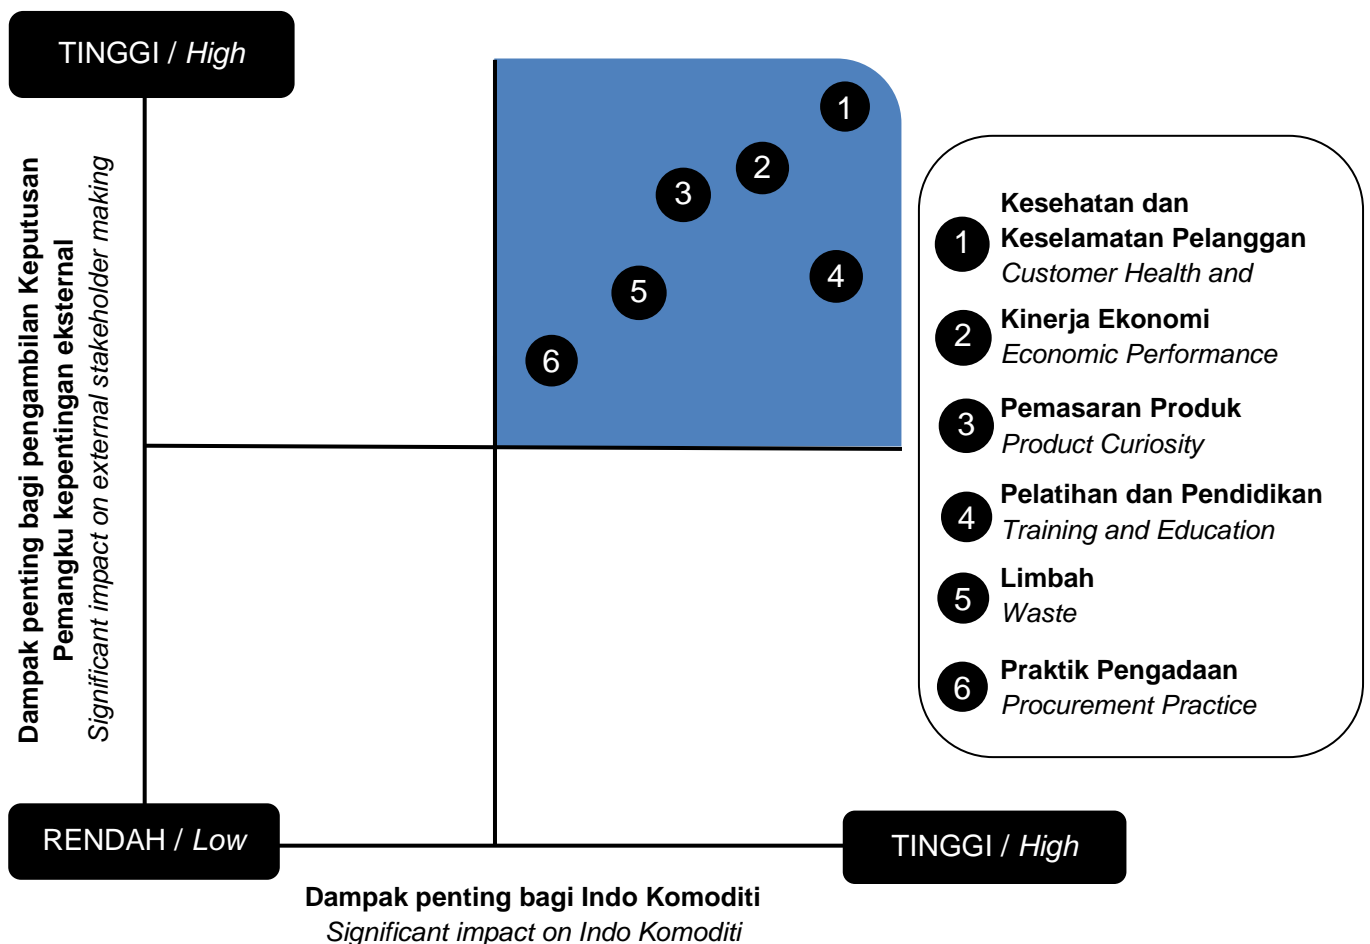 TINGGI / High
Dampak penting bagi pengambilan Keputusan
Pemangku kepentingan eksternal
Significant impact on external stakeholder making
1
2
3
4
5
6
RENDAH / Low
TINGGI / High
Dampak penting bagi Indo Komoditi
Significant impact on Indo Komoditi
1
Kesehatan dan
Keselamatan Pelanggan
Customer Health and
2
Kinerja Ekonomi
Economic Performance
3
Pemasaran Produk
Product Curiosity
4
Pelatihan dan Pendidikan
Training and Education
5
Limbah
Waste
6
Praktik Pengadaan
Procurement Practice